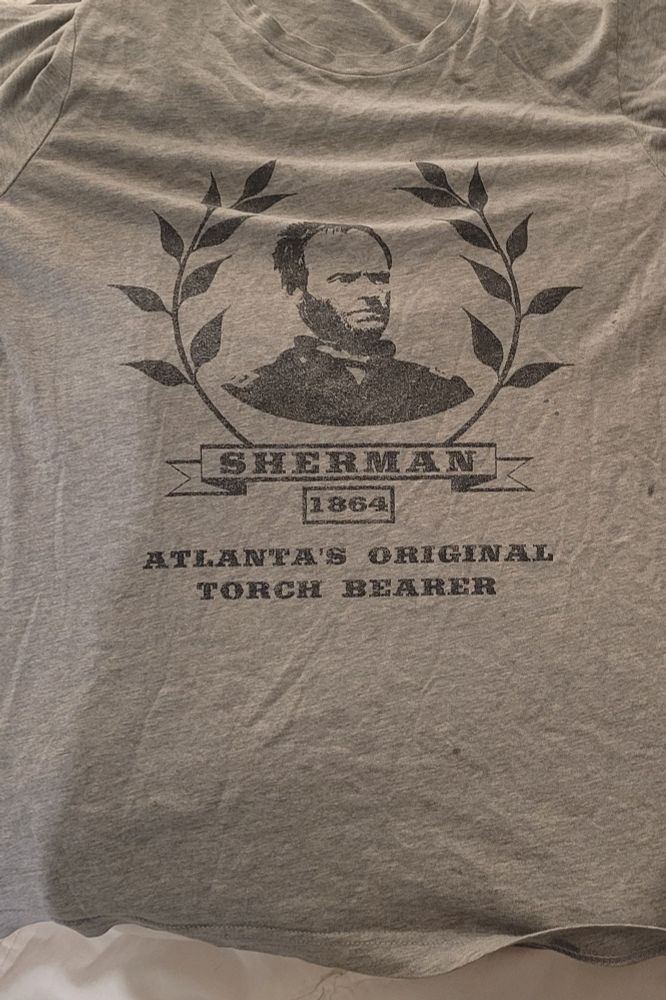 SHERMAN
1864
ATLANTA'S ORIGINAL
TORCH BEARER